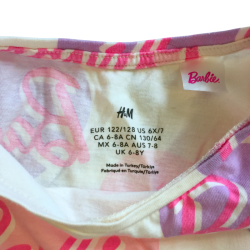 Barbie
H&M
EUR 122/128 US 6X/7
CA 6-8A CN 130/64
MX 6-8A AUS 7-8
UK 6-8Y
Made in Turkey/Türkiye
Fabriqué en Turquie/Türkiye